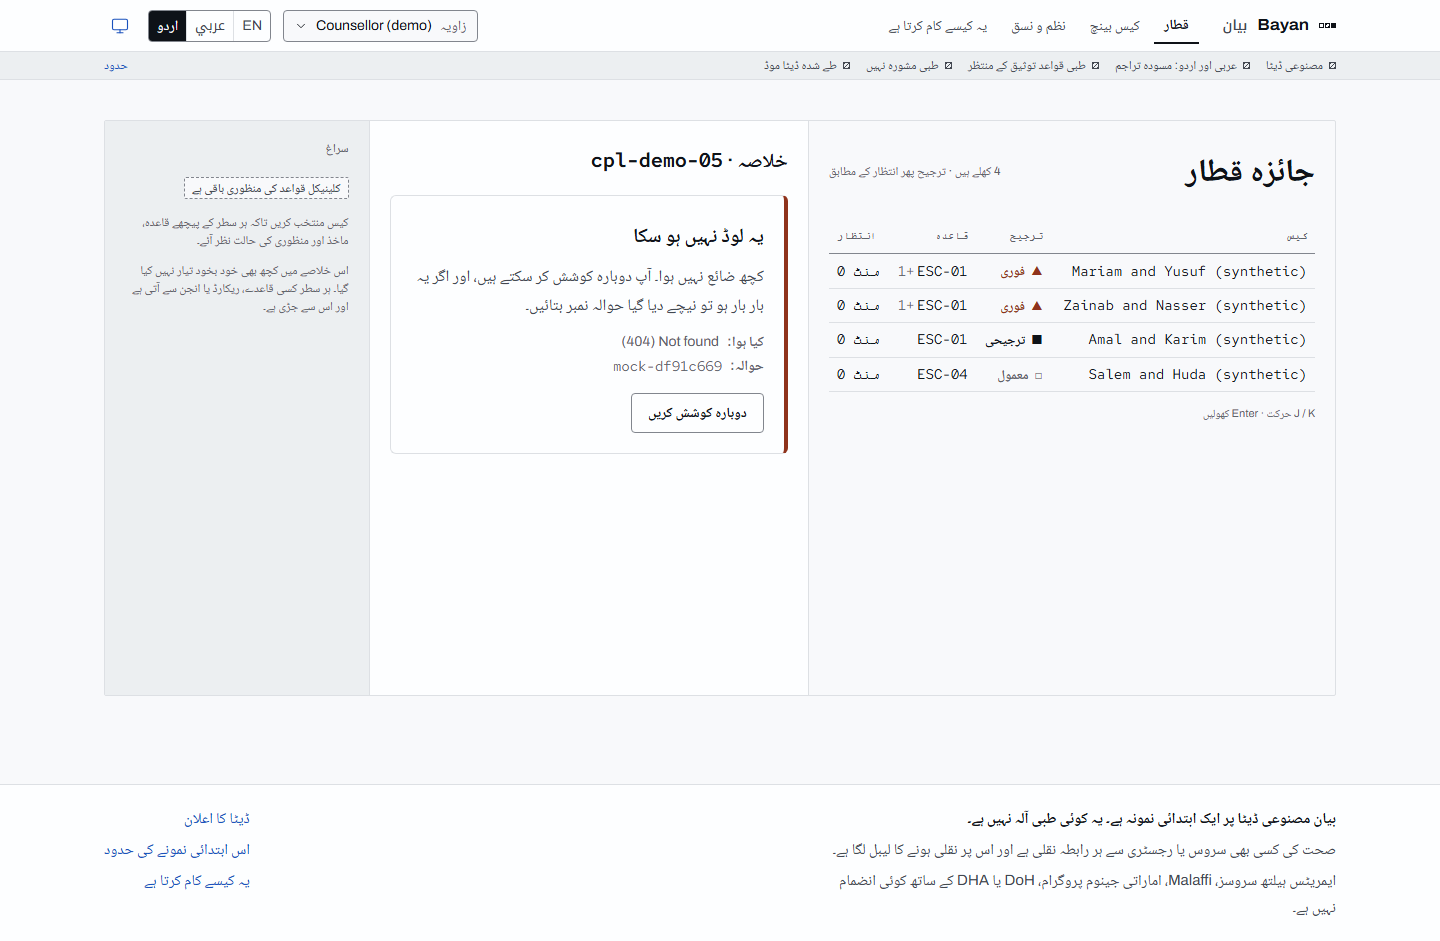 Bayan بیان
قطار
کیس بینچ
نظم و نسق
یہ کیسے کام کرتا ہے
زاویہ Counsellor (demo)
EN عربي اردو
مصنوعی ڈیٹا
عربی اور اردو: مسودہ تراجم
طبی قواعد توثیق کے منتظر
طبی مشورہ نہیں
طے شدہ ڈیٹا موڈ
حدود
جائزہ قطار
4 کھلے ہیں · ترجیح پھر انتظار کے مطابق
کیس ترجیح قاعدہ انتظار
Mariam and Yusuf (synthetic) ▲ فوری ESC-01 +1 0 منٹ
Zainab and Nasser (synthetic) ▲ فوری ESC-01 +1 0 منٹ
Amal and Karim (synthetic) ■ ترجیحی ESC-01 0 منٹ
Salem and Huda (synthetic) □ معمول ESC-04 0 منٹ
J / K حرکت · Enter کھولیں
خلاصہ · cpl-demo-05
یہ لوڈ نہیں ہو سکا
کچھ ضائع نہیں ہوا۔ آپ دوبارہ کوشش کر سکتے ہیں، اور اگر یہ
بار بار ہو تو نیچے دیا گیا حوالہ نمبر بتائیں۔
کیا ہوا: Not found (404)
حوالہ: mock-df91c669
دوبارہ کوشش کریں
سراغ
کلینیکل قواعد کی منظوری باقی ہے
کیس منتخب کریں تاکہ ہر سطر کے پیچھے قاعدہ،
ماخذ اور منظوری کی حالت نظر آئے۔
اس خلاصے میں کچھ بھی خود بخود تیار نہیں کیا
گیا۔ ہر سطر کسی قاعدے، ریکارڈ یا انجن سے آتی ہے
اور اس سے جڑی ہے۔
بیان مصنوعی ڈیٹا پر ایک ابتدائی نمونہ ہے۔ یہ کوئی طبی آلہ نہیں ہے۔
صحت کی کسی بھی سروس یا رجسٹری سے ہر رابطہ نقلی ہے اور اس پر نقلی ہونے کا لیبل لگا ہے۔
ایمریٹس ہیلتھ سروسز، Malaffi، اماراتی جینوم پروگرام، DoH یا DHA کے ساتھ کوئی انضمام
نہیں ہے۔
ڈیٹا کا اعلان
اس ابتدائی نمونے کی حدود
یہ کیسے کام کرتا ہے